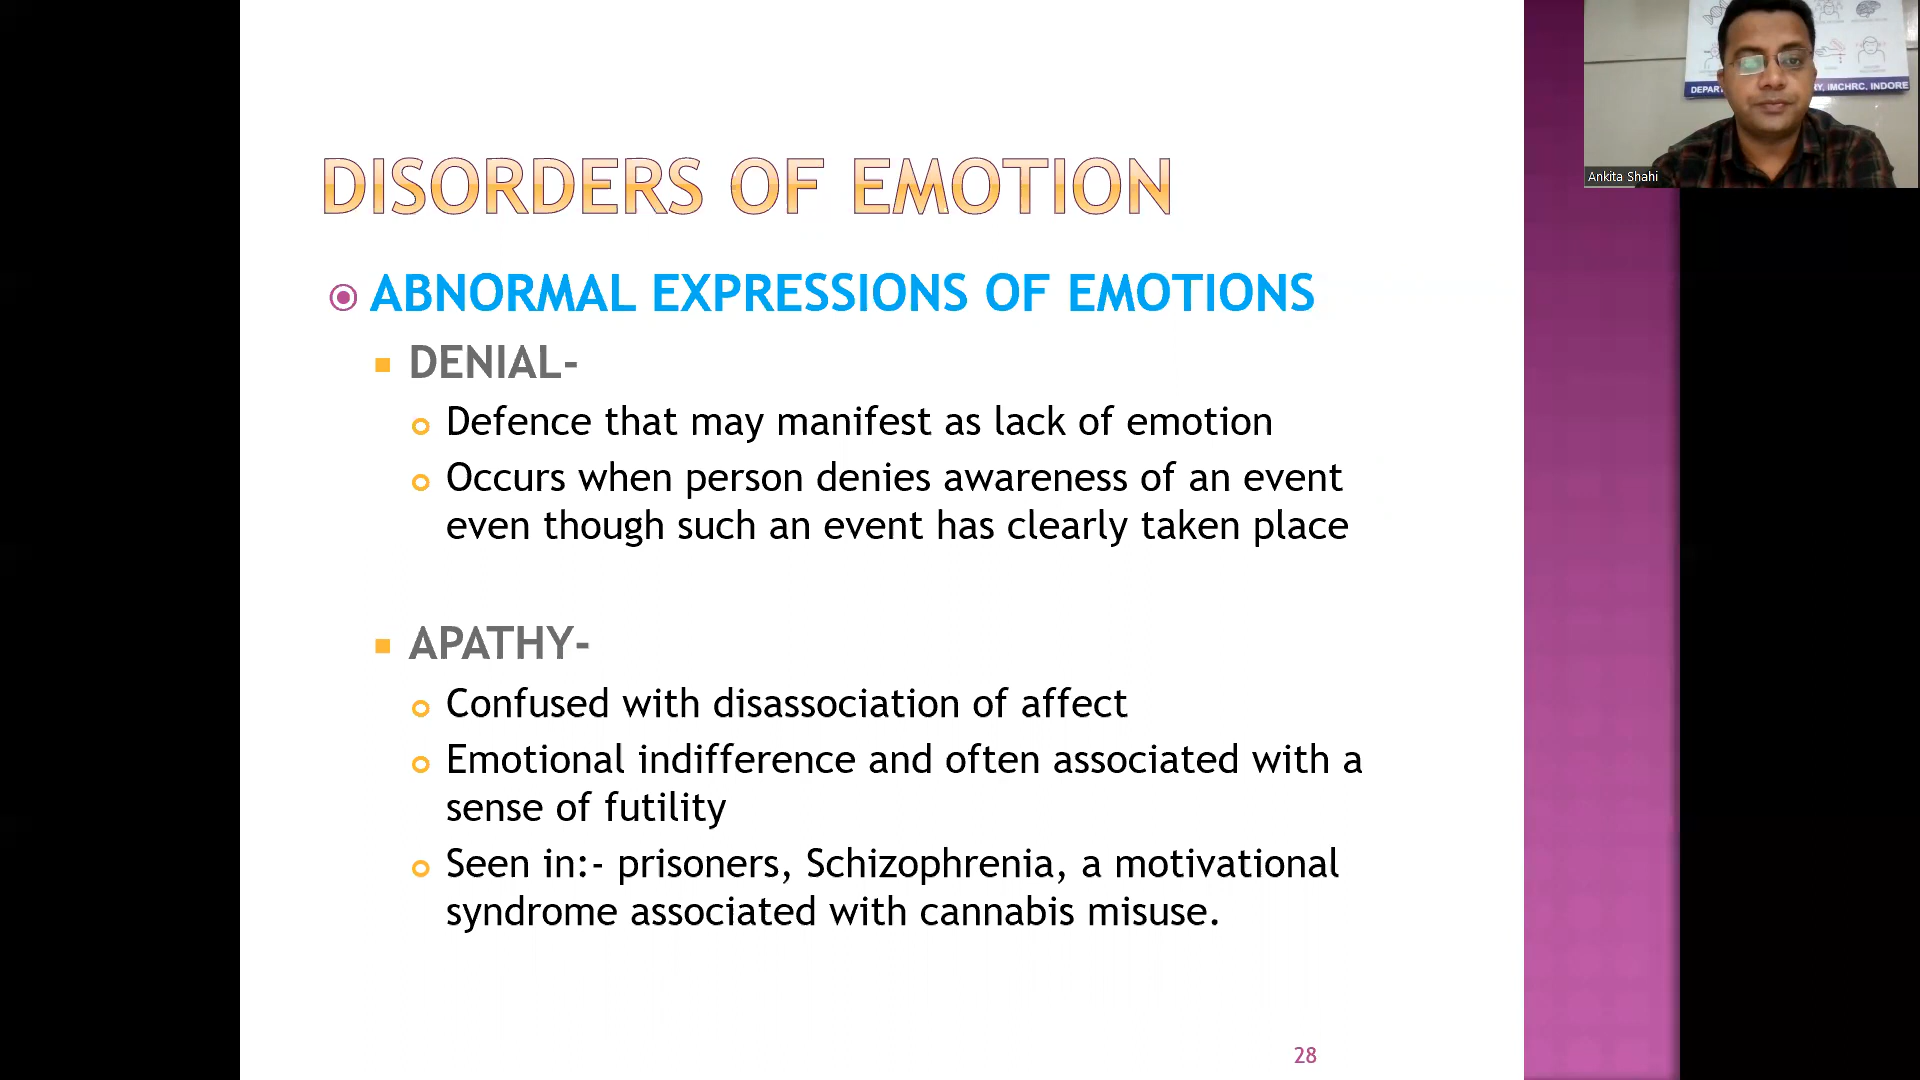 DISORDERS OF EMOTION
ABNORMAL EXPRESSIONS OF EMOTIONS
DENIAL-
Defence that may manifest as lack of emotion
Occurs when person denies awareness of an event
even though such an event has clearly taken place
APATHY-
Confused with disassociation of affect
Emotional indifference and often associated with a
sense of futility
Seen in:- prisoners, Schizophrenia, a motivational
syndrome associated with cannabis misuse.
28
DEPAR RY, IMCHRC. INDORE
Ankita Shahi